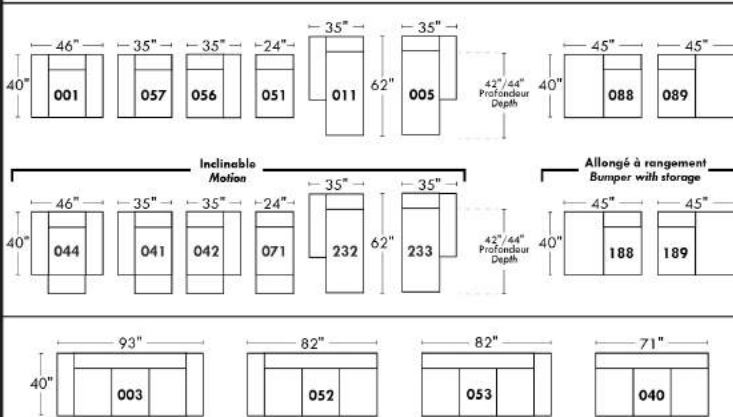 46" 35" 35" 24" 35" 35" 45" 45"
40" 001 057 056 051 011 62" 005 42"/44" Profondeur Depth 40" 088 089
Inclinable
Motion
Allongé à rangement
Bumper with storage
46" 35" 35" 24" 35" 35" 45" 45"
40" 044 041 042 071 232 62" 233 42"/44" Profondeur Depth 40" 188 189
93" 82" 82" 71"
40" 003 052 053 040